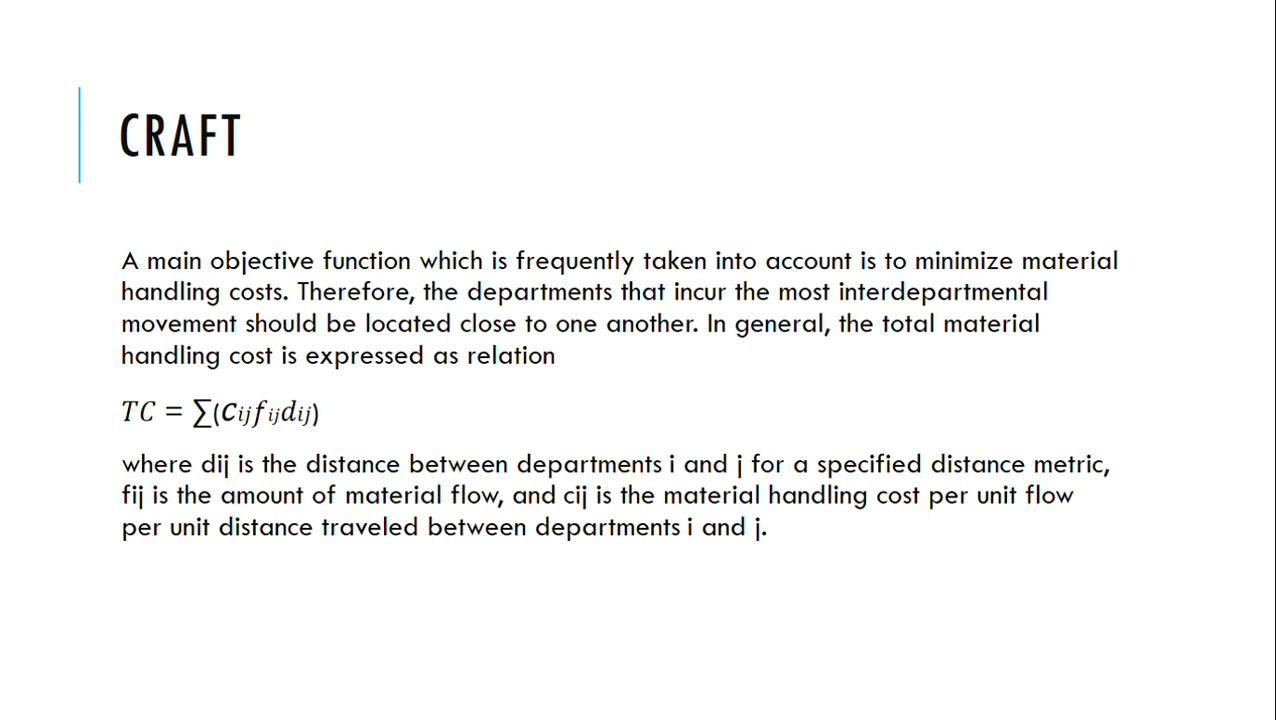 CRAFT
A main objective function which is frequently taken into account is to minimize material
handling costs. Therefore, the departments that incur the most interdepartmental
movement should be located close to one another. In general, the total material
handling cost is expressed as relation
TC = ∑(cijfijdij)
where dij is the distance between departments i and j for a specified distance metric,
fij is the amount of material flow, and cij is the material handling cost per unit flow
per unit distance traveled between departments i and j.